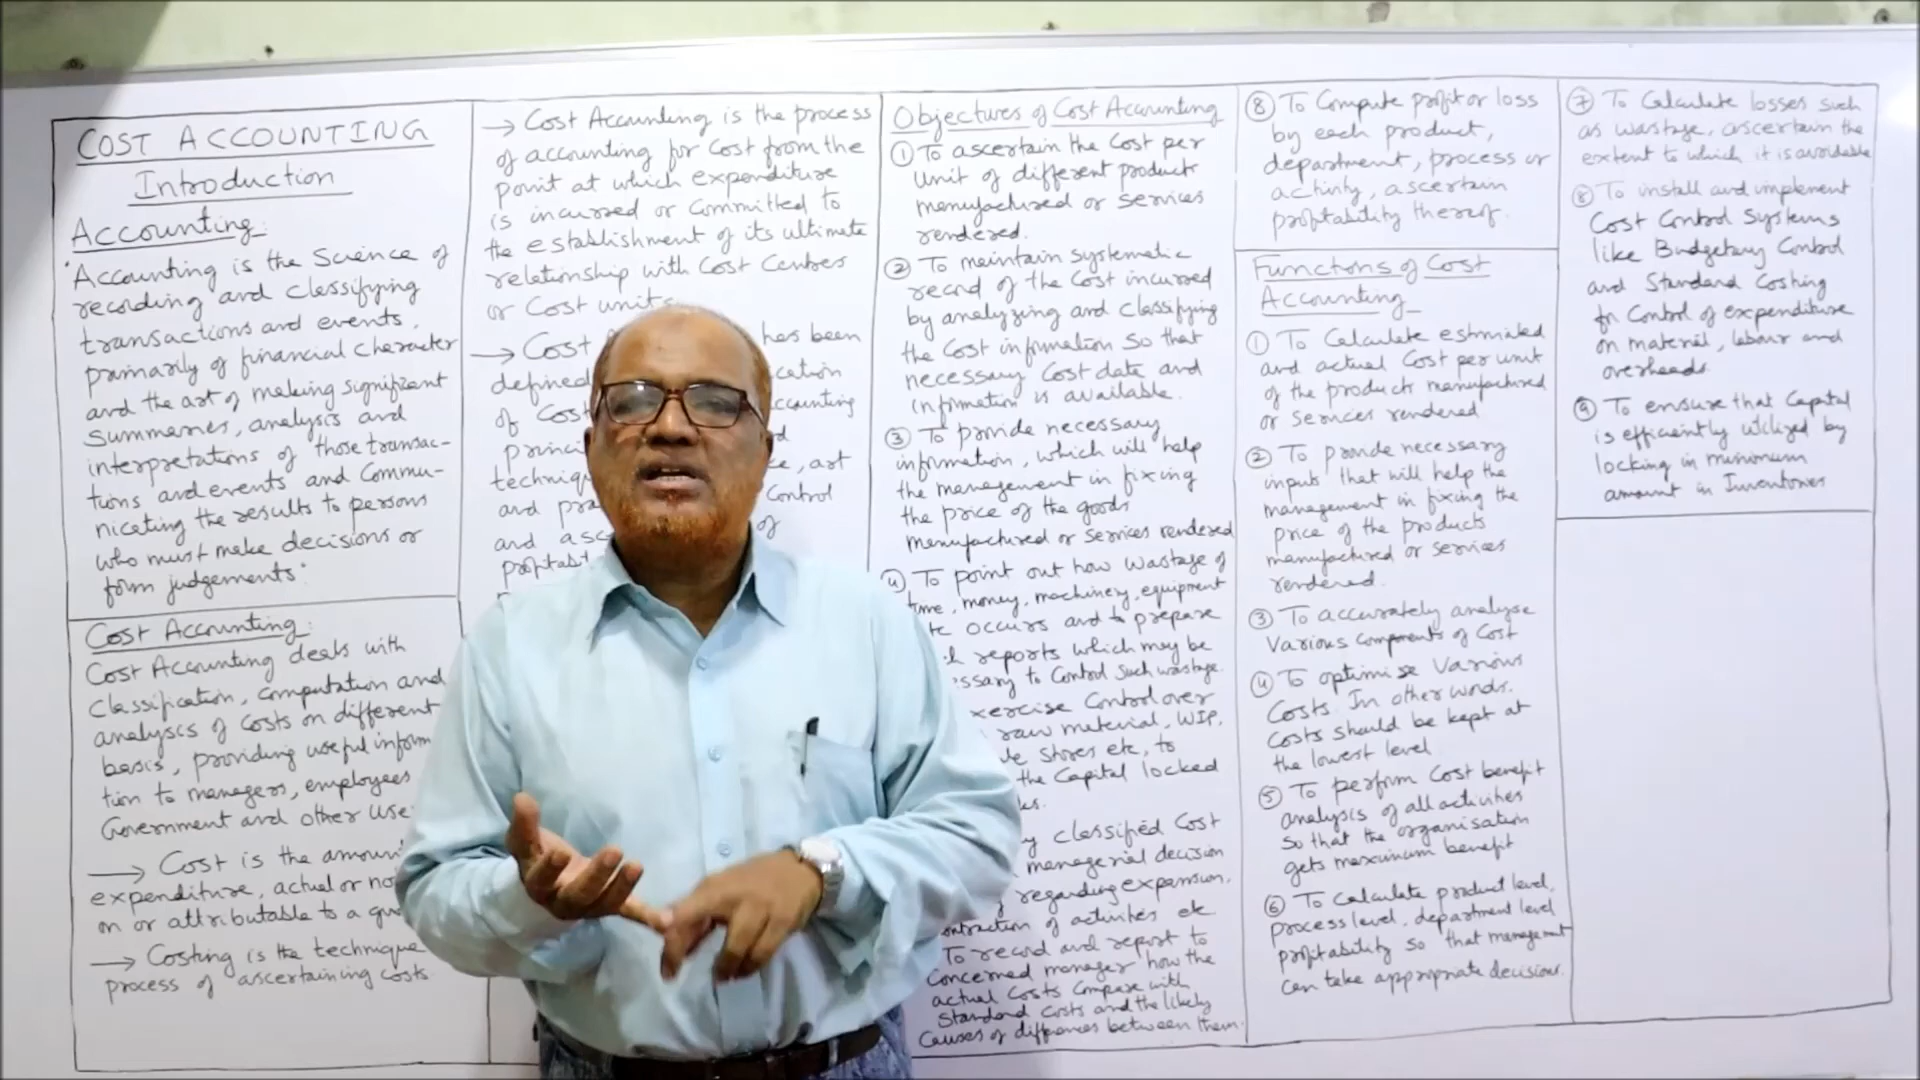 COST ACCOUNTING
Introduction
Accounting:
"Accounting is the Science of
recording and classifying
transactions and events,
primarily of financial character
and the art of making significant
Summaries, analysis and
interpretations of those transac-
tions and events and Commu-
nicating the results to persons
who must make decisions or
form judgements"
Cost Accounting:
Cost Accounting deals with
classification, computation and
analysis of costs on different
basis, providing useful inform
tion to managers, employees
Government and other use
→ Cost is the amoun
expenditure, actual or no
on or attributable to a
→ Costing is the technique
process of ascertaining costs
→ Cost Accounting is the process
of accounting for Cost from the
point at which expenditure
is incurred or Committed to
the establishment of its ultimate
relationship with Cost Centres
or Cost units
→ Cost has been
defined
of Cost ccounting
princi
techniqu art
and pra Control
and asc of
profitab
Objectives of Cost Accounting
① To ascertain the Cost per
Unit of different product
manufactured or Services
rendered.
② To maintain systematic
record of the Cost incurred
by analyzing and classifying
the Cost information so that
necessary Cost data and
information is available.
③ To provide necessary
information, which will help
the management in fixing
the price of the goods
manufactured or Services rendered
④ To point out how wastage of
time, money, machinery, equipment
occurs and to prepare
reports which may be
ssary to Control Such wastage.
xercise Control over
raw material, WIP,
Stores etc, to
the Capital locked
ks.
y classified Cost
managerial decision
regarding expansion,
ontraction of activities etc
To record and report to
Concerned manager how the
actual Costs Compare with
Standard Costs and the likely
Causes of differences between them.
⑧ To Compute profit or loss
by each product,
department, process or
activity, ascertain
profitability thereof.
Functions of Cost
Accounting
① To Calculate estimated
and actual Cost per unit
of the product manufactured
or services rendered
② To provide necessary
inputs that will help the
management in fixing the
price of the products
manufactured or services
rendered.
③ To accurately analyse
Various components of Cost
④ To optimise Various
Costs. In other words.
Costs should be kept at
the lowest level
⑤ To perform Cost benefit
analysis of all activities
so that the organisation
gets maximum benefit
⑥ To Calculate product level,
process level, department level
profitability so that management
can take appropriate decisions.
⑦ To Calculate losses such
as wastage, ascertain the
extent to which it is avoidable
⑧ To install and implement
Cost Control Systems
like Budgetary Control
and Standard Costing
for Control of expenditure
on material, labour and
overheads.
⑨ To ensure that Capital
is efficiently utilized by
locking in minimum
amount in Inventories